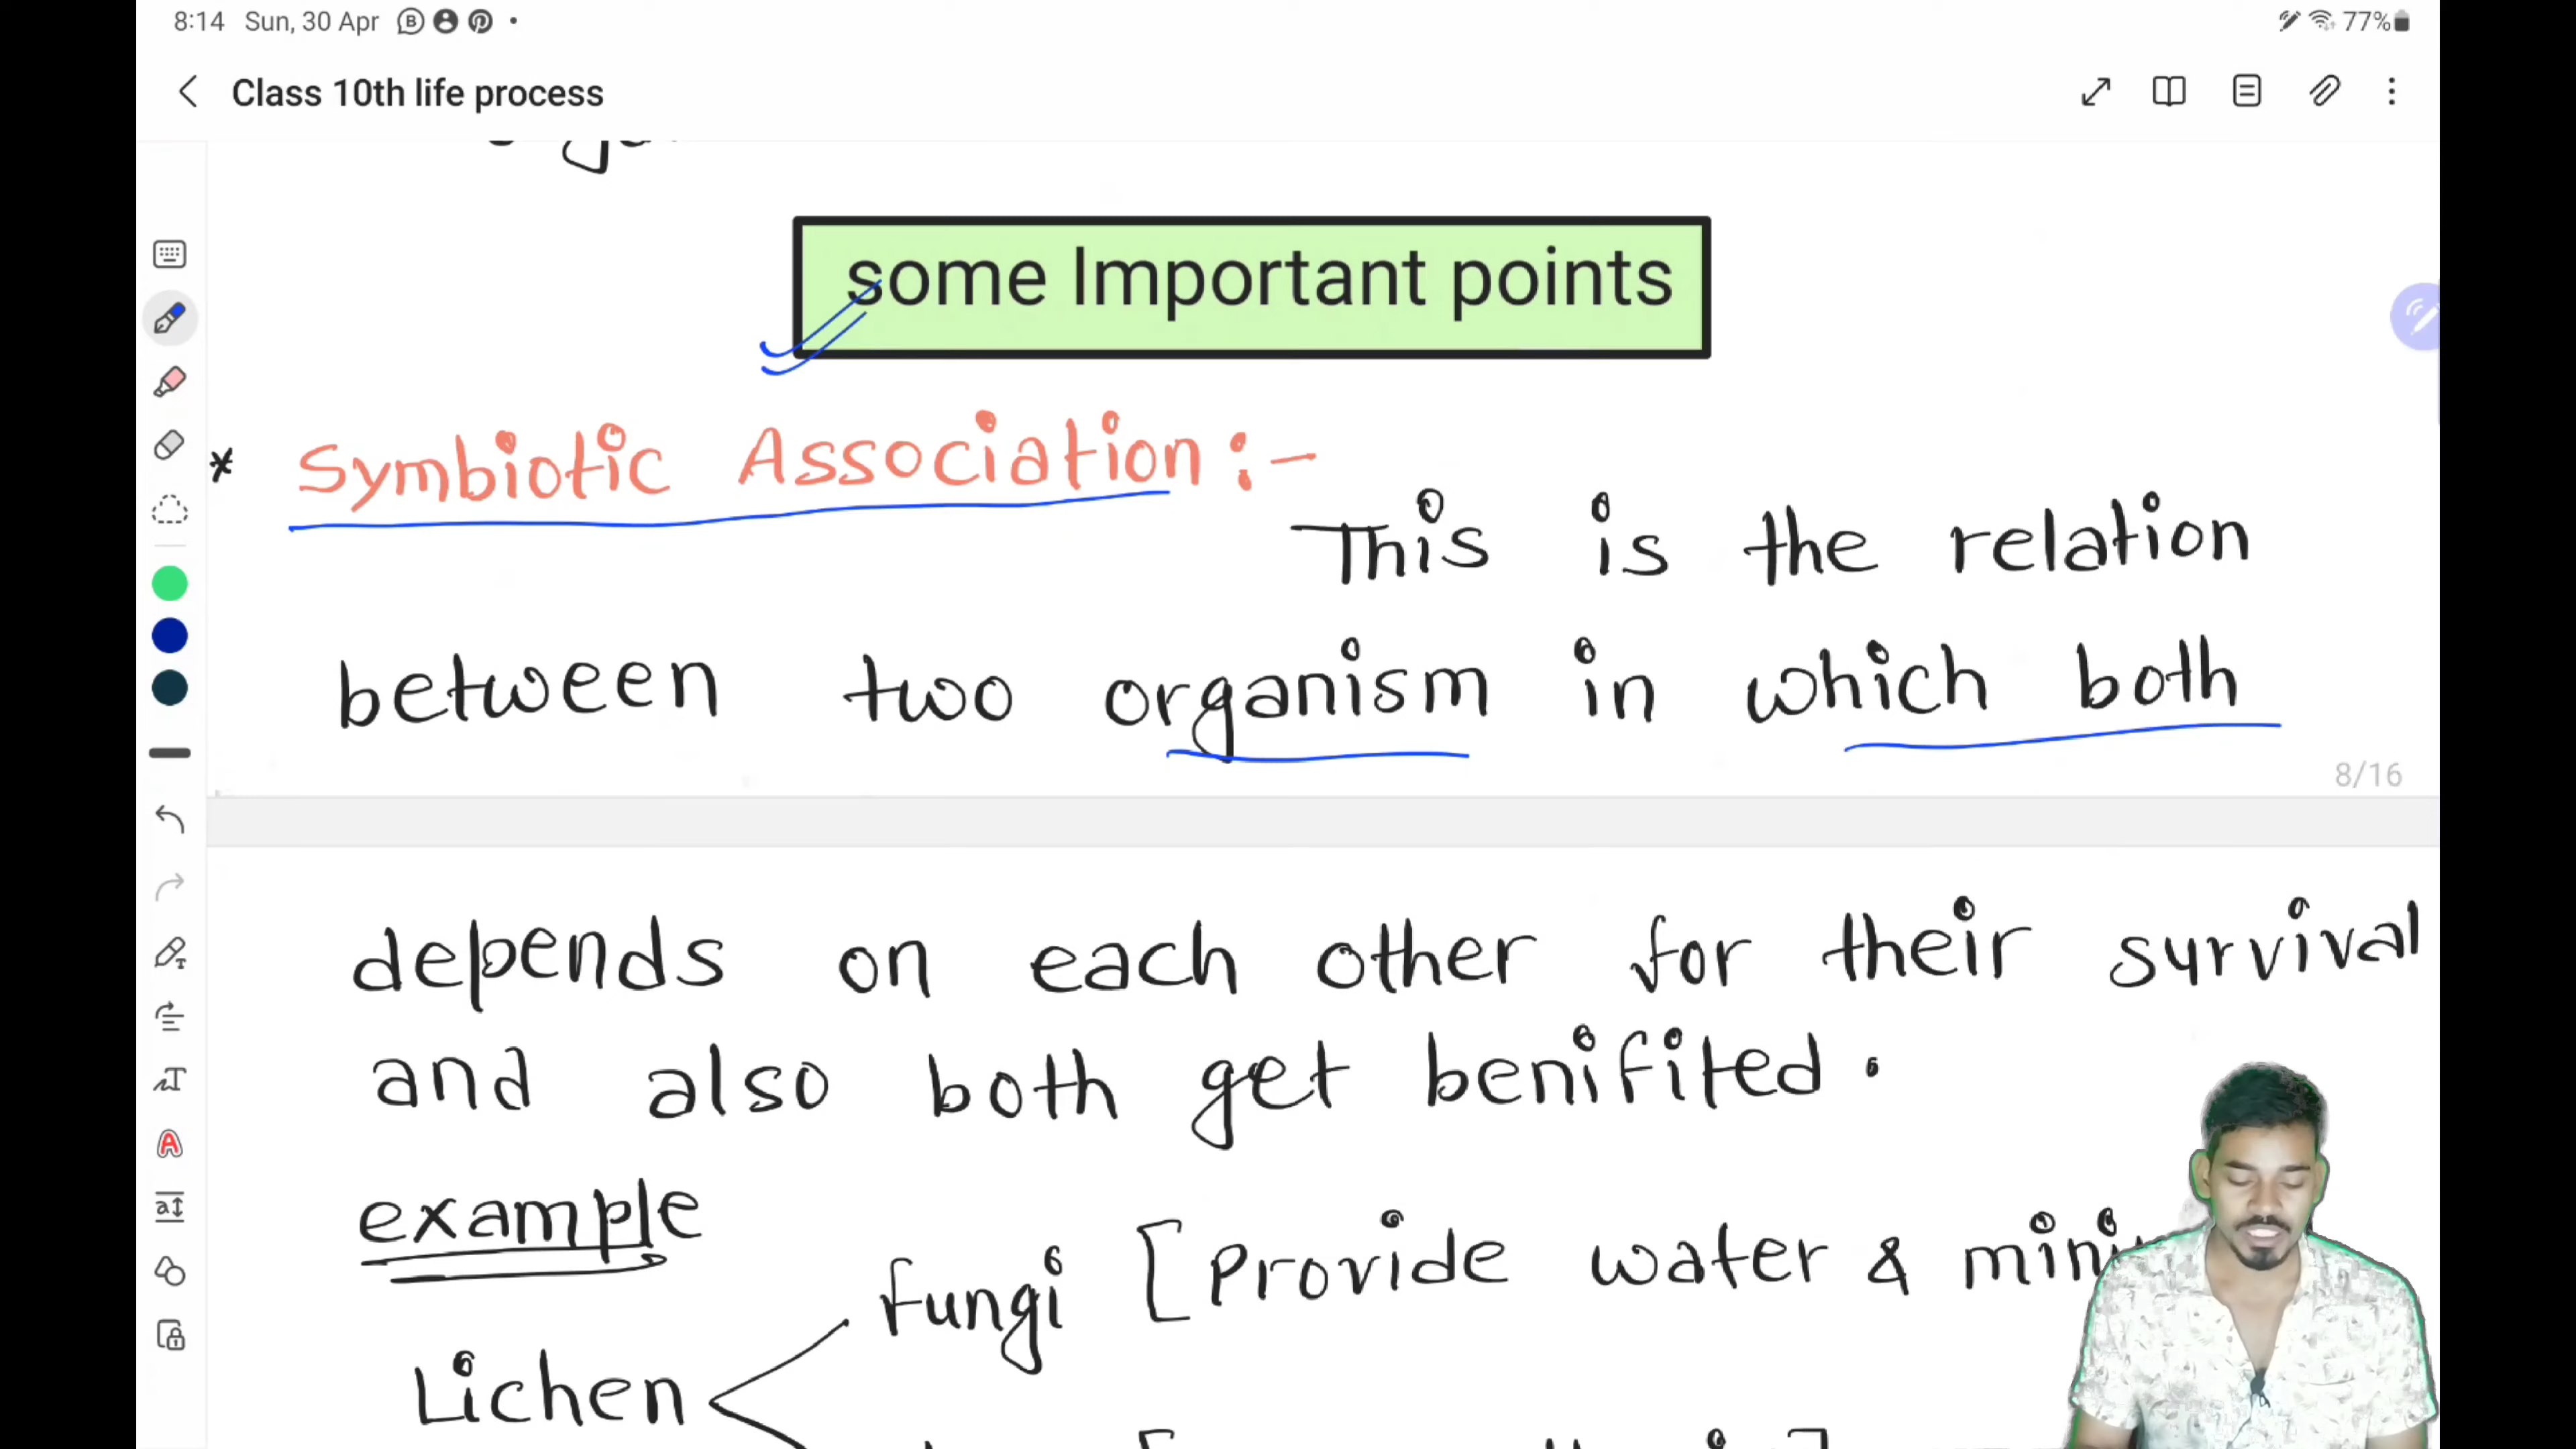 8:14 Sun, 30 Apr
77%
Class 10th life process
some Important points
* Symbiotic Association:-
This is the relation
between two organism in which both
8/16
depends on each other for their survival
and also both get benifited.
example
fungi [Provide water &
Lichen